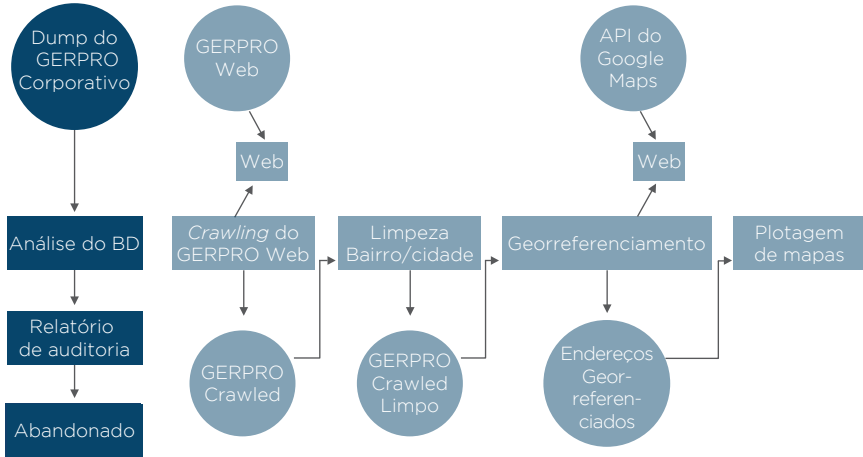 Dump do
GERPRO
Corporativo
GERPRO
Web
API do
Google
Maps
Web
Web
Análise do BD
Crawling do
GERPRO Web
Limpeza
Bairro/cidade
Georreferenciamento
Plotagem
de mapas
Relatório
de auditoria
Abandonado
GERPRO
Crawled
GERPRO
Crawled
Limpo
Endereços
Geor-
referen-
ciados